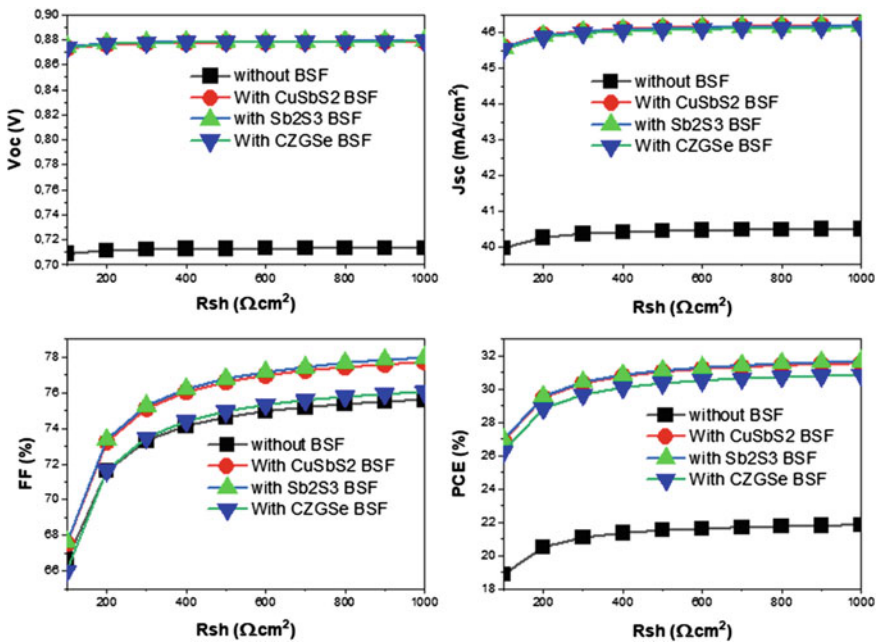 0,90
0,88
0,86
0,84
0,82
0,80
0,78
0,76
0,74
0,72
0,70
Voc (V)
without BSF
With CuSbS2 BSF
with Sb2S3 BSF
With CZGSe BSF
200 400 600 800 1000
Rsh (Ωcm²)
46
45
44
43
42
41
40
Jsc (mA/cm²)
without BSF
With CuSbS2 BSF
with Sb2S3 BSF
With CZGSe BSF
200 400 600 800 1000
Rsh (Ωcm²)
78
76
74
72
70
68
66
FF (%)
without BSF
With CuSbS2 BSF
with Sb2S3 BSF
With CZGSe BSF
200 400 600 800 1000
Rsh (Ωcm²)
32
30
28
26
24
22
20
18
PCE (%)
without BSF
With CuSbS2 BSF
with Sb2S3 BSF
With CZGSe BSF
200 400 600 800 1000
Rsh (Ωcm²)